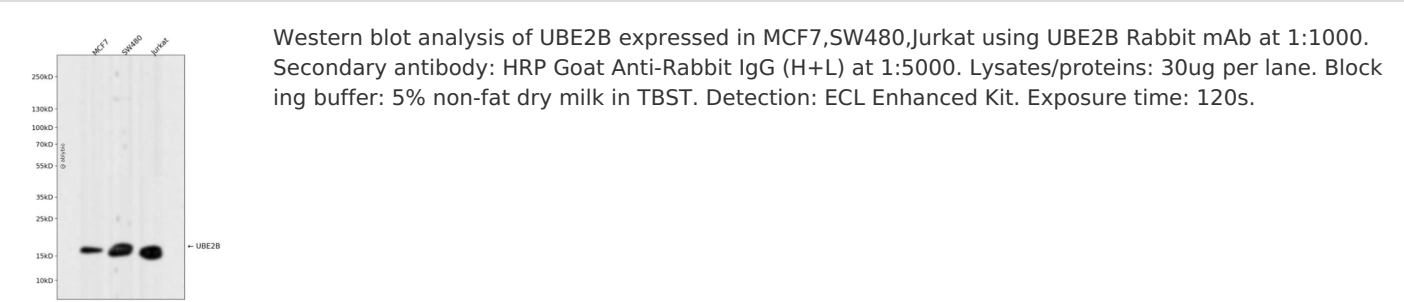 MCF7
SW480
Jurkat
Western blot analysis of UBE2B expressed in MCF7,SW480,Jurkat using UBE2B Rabbit mAb at 1:1000.
Secondary antibody: HRP Goat Anti-Rabbit IgG (H+L) at 1:5000. Lysates/proteins: 30ug per lane. Block
ing buffer: 5% non-fat dry milk in TBST. Detection: ECL Enhanced Kit. Exposure time: 120s.
250kD
130kD
100kD
70kD
55kD
@ abybio
35kD
25kD
← UBE2B
15kD
10kD